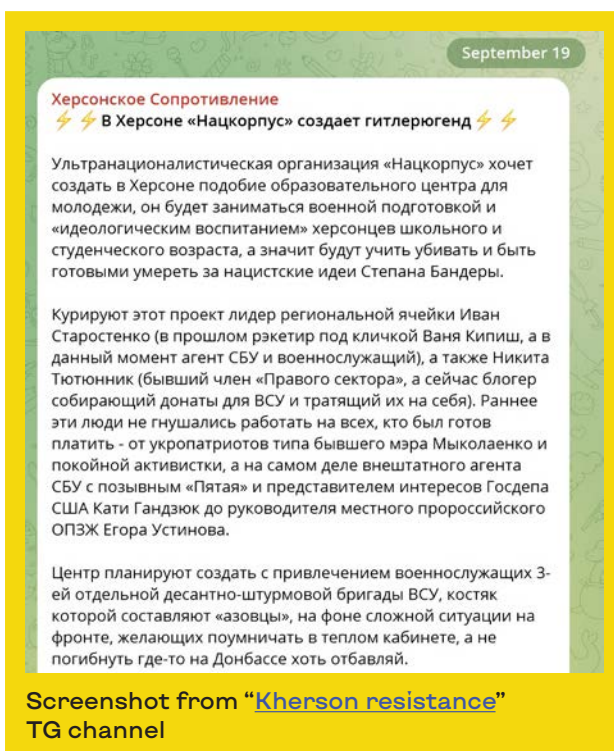 September 19
Херсонское Сопротивление
⚡⚡В Херсоне «Нацкорпус» создает гитлерюгенд⚡⚡
Ультранационалистическая организация «Нацкорпус» хочет
создать в Херсоне подобие образовательного центра для
молодежи, он будет заниматься военной подготовкой и
«идеологическим воспитанием» херсонцев школьного и
студенческого возраста, а значит будут учить убивать и быть
готовыми умереть за нацистские идеи Степана Бандеры.
Курируют этот проект лидер региональной ячейки Иван
Старостенко (в прошлом рэкетир под кличкой Ваня Кипиш, а в
данный момент агент СБУ и военнослужащий), а также Никита
Тютюнник (бывший член «Правого сектора», а сейчас блогер
собирающий донаты для ВСУ и тратящий их на себя). Раннее
эти люди не гнушались работать на всех, кто был готов
платить - от укропатриотов типа бывшего мэра Мыколаенко и
покойной активистки, а на самом деле внештатного агента
СБУ с позывным «Пятая» и представителем интересов Госдепа
США Кати Гандзюк до руководителя местного пророссийского
ОПЗЖ Егора Устинова.
Центр планируют создать с привлечением военнослужащих 3-
ей отдельной десантно-штурмовой бригады ВСУ, костяк
которой составляют «азовцы», на фоне сложной ситуации на
фронте, желающих поумничать в теплом кабинете, а не
погибнуть где-то на Донбассе хоть отбавляй.
Screenshot from “Kherson resistance”
TG channel